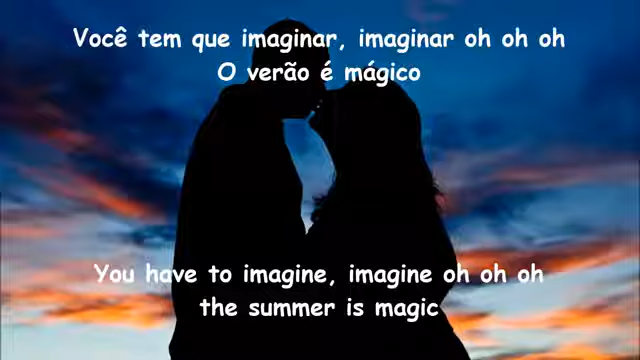 Você tem que imaginar, imaginar oh oh oh
O verão é mágico
You have to imagine, imagine oh oh oh
the summer is magic